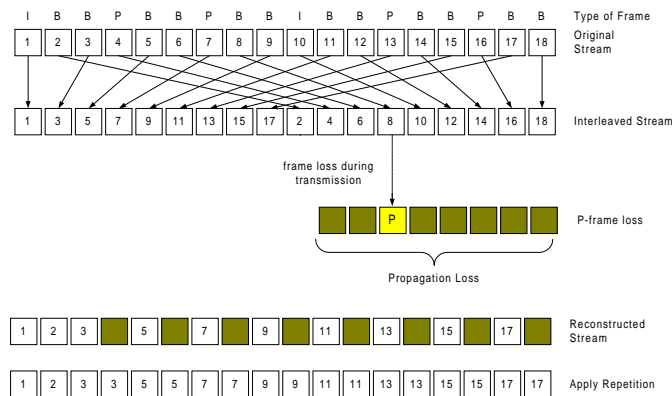 I B B P B B P B B I B B P B B P B B Type of Frame
1 2 3 4 5 6 7 8 9 10 11 12 13 14 15 16 17 18 Original
Stream
1 3 5 7 9 11 13 15 17 2 4 6 8 10 12 14 16 18 Interleaved Stream
frame loss during
transmission
P P-frame loss
Propagation Loss
1 2 3 5 7 9 11 13 15 17 Reconstructed
Stream
1 2 3 3 5 5 7 7 9 9 11 11 13 13 15 15 17 17 Apply Repetition